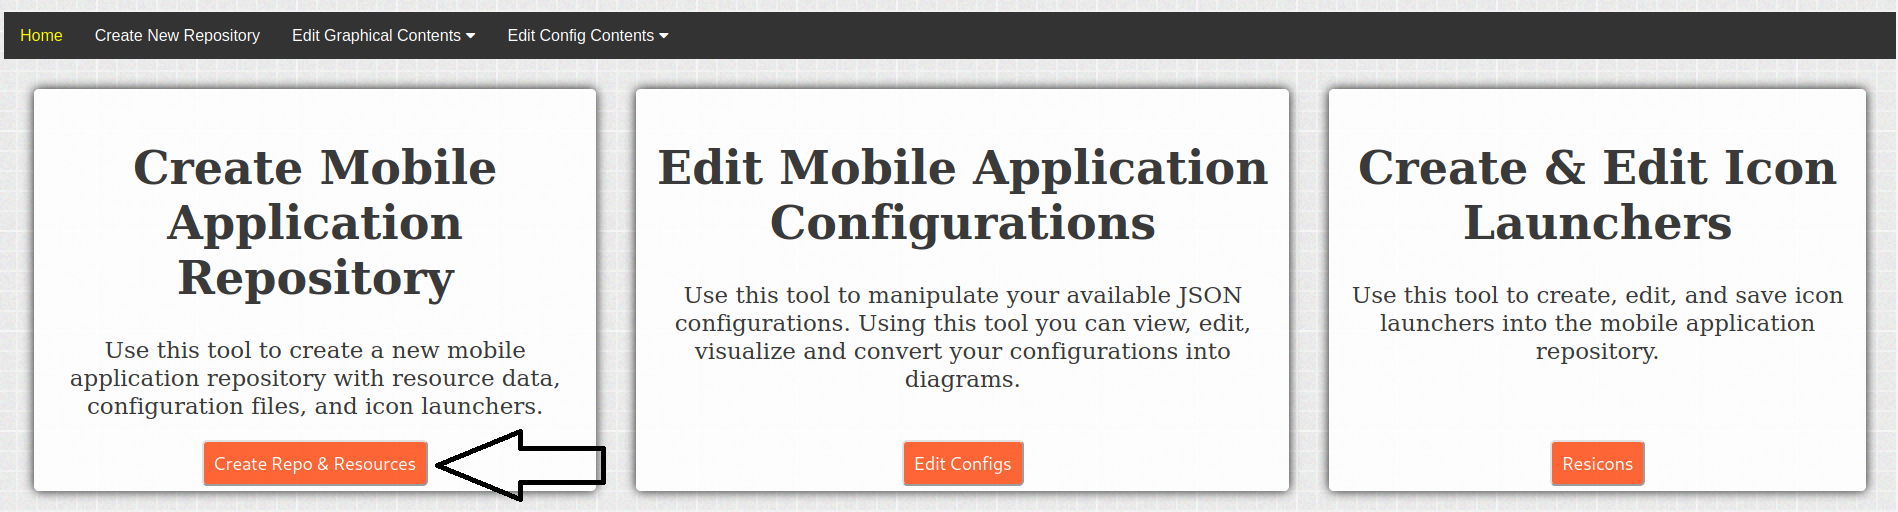 Home Create New Repository Edit Graphical Contents Edit Config Contents
Create Mobile
Application
Repository
Use this tool to create a new mobile
application repository with resource data,
configuration files, and icon launchers.
Create Repo & Resources
Edit Mobile Application
Configurations
Use this tool to manipulate your available JSON
configurations. Using this tool you can view, edit,
visualize and convert your configurations into
diagrams.
Edit Configs
Create & Edit Icon
Launchers
Use this tool to create, edit, and save icon
launchers into the mobile application
repository.
Resicons